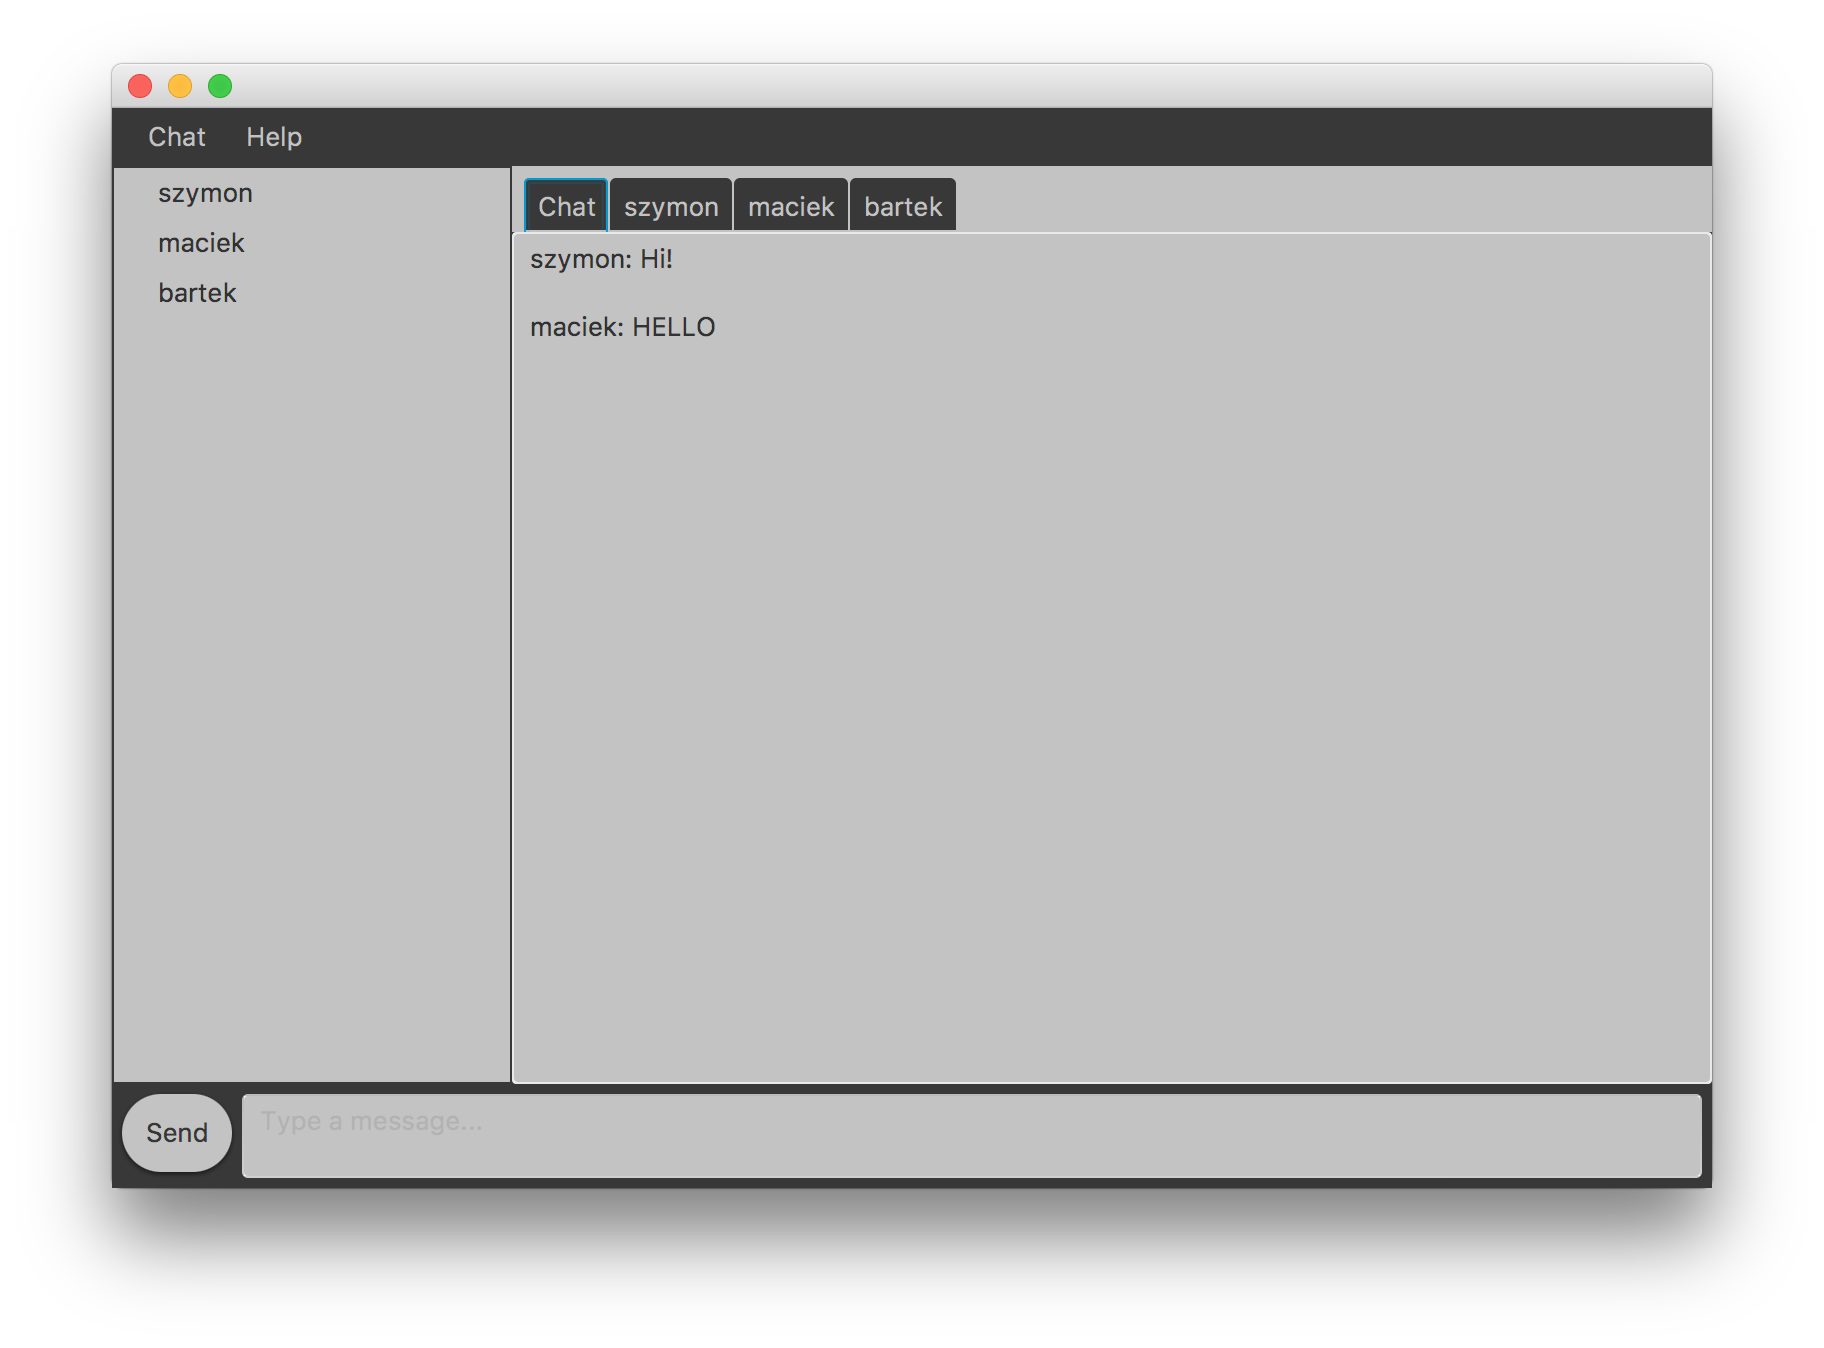 Chat Help
szymon
maciek
bartek
Chat szymon maciek bartek
szymon: Hi!
maciek: HELLO
Send
Type a message...